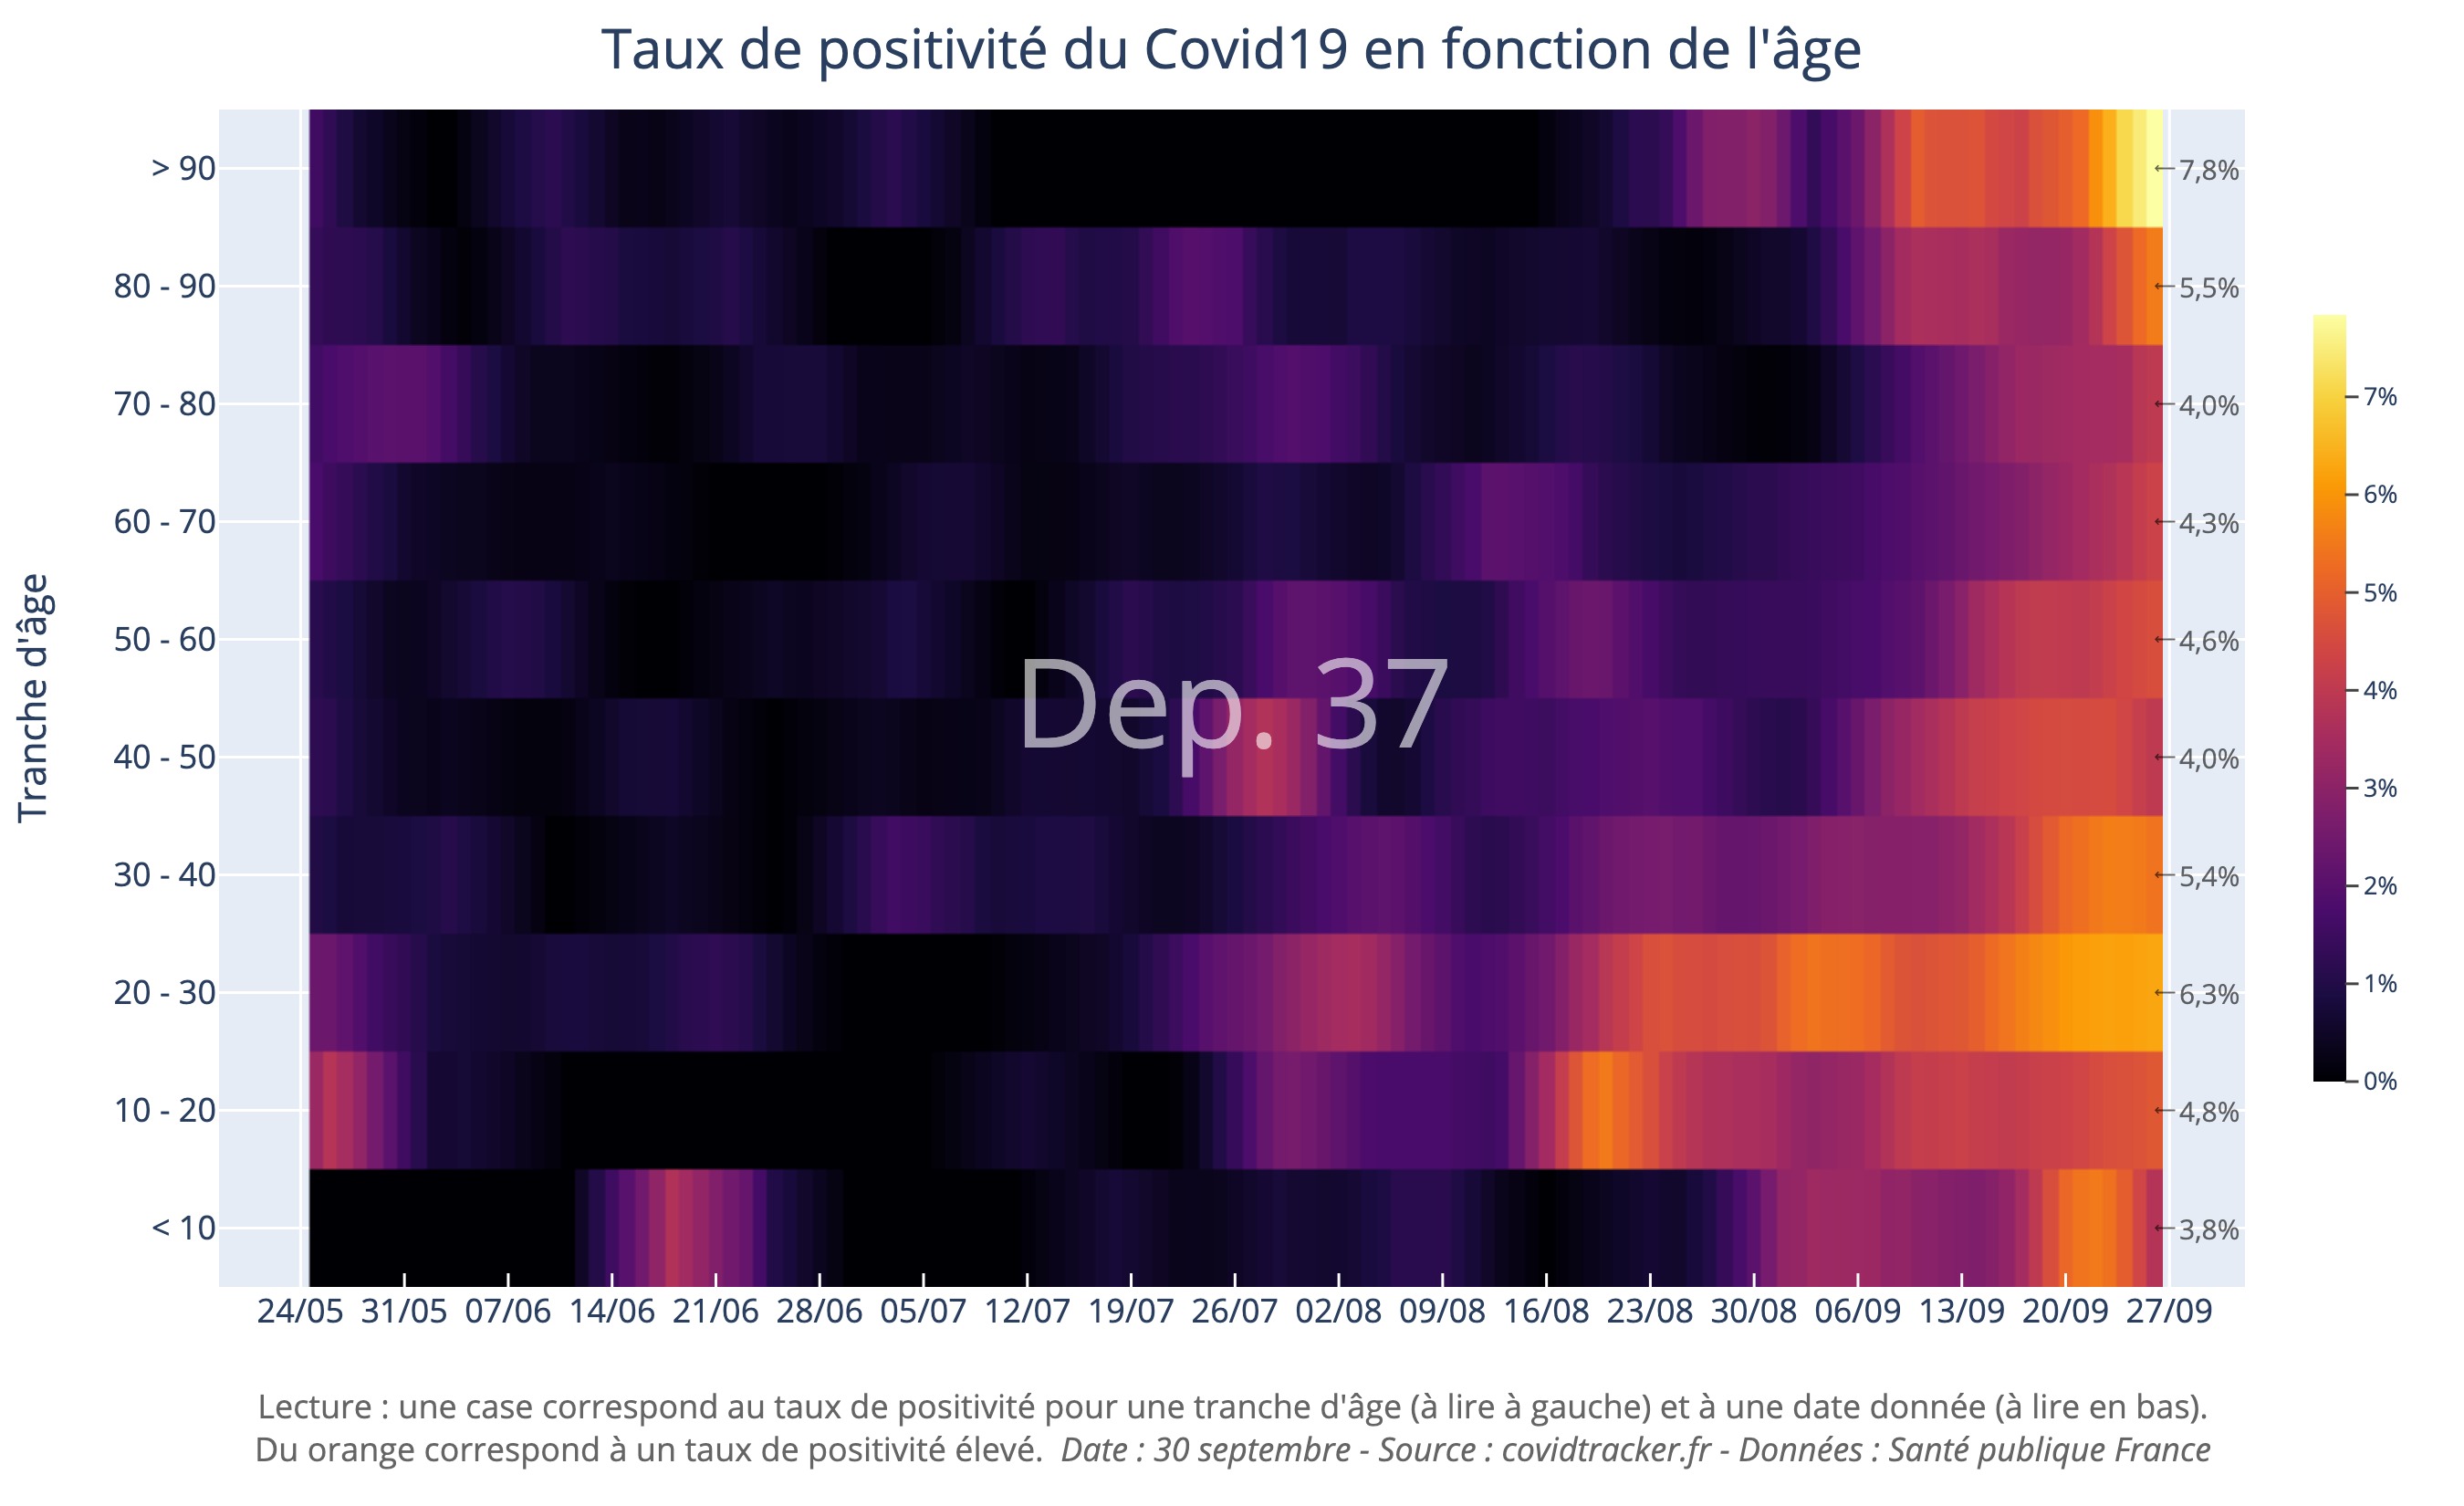 Taux de positivité du Covid19 en fonction de l'âge
Tranche d'âge
> 90
80 - 90
70 - 80
60 - 70
50 - 60
40 - 50
30 - 40
20 - 30
10 - 20
< 10
Dep. 37
7,8%
5,5%
4,0%
4,3%
4,6%
4,0%
5,4%
6,3%
4,8%
3,8%
7%
6%
5%
4%
3%
2%
1%
0%
24/05 31/05 07/06 14/06 21/06 28/06 05/07 12/07 19/07 26/07 02/08 09/08 16/08 23/08 30/08 06/09 13/09 20/09 27/09
Lecture : une case correspond au taux de positivité pour une tranche d'âge (à lire à gauche) et à une date donnée (à lire en bas).
Du orange correspond à un taux de positivité élevé. Date : 30 septembre - Source : covidtracker.fr - Données : Santé publique France